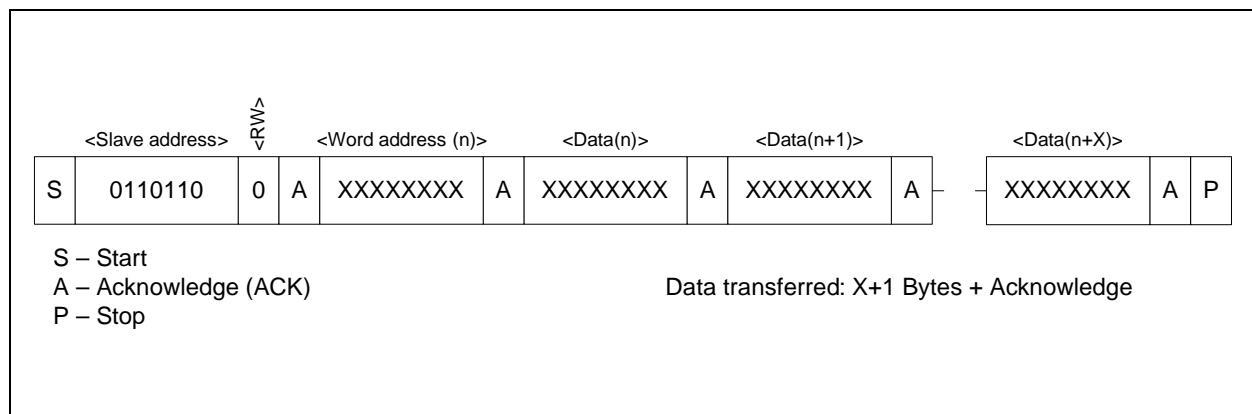 <RW>
<Slave address> <Word address (n)> <Data(n)> <Data(n+1)> <Data(n+X)>
S 0110110 0 A XXXXXXXX A XXXXXXXX A XXXXXXXX A XXXXXXXX A P
S – Start
A – Acknowledge (ACK) Data transferred: X+1 Bytes + Acknowledge
P – Stop